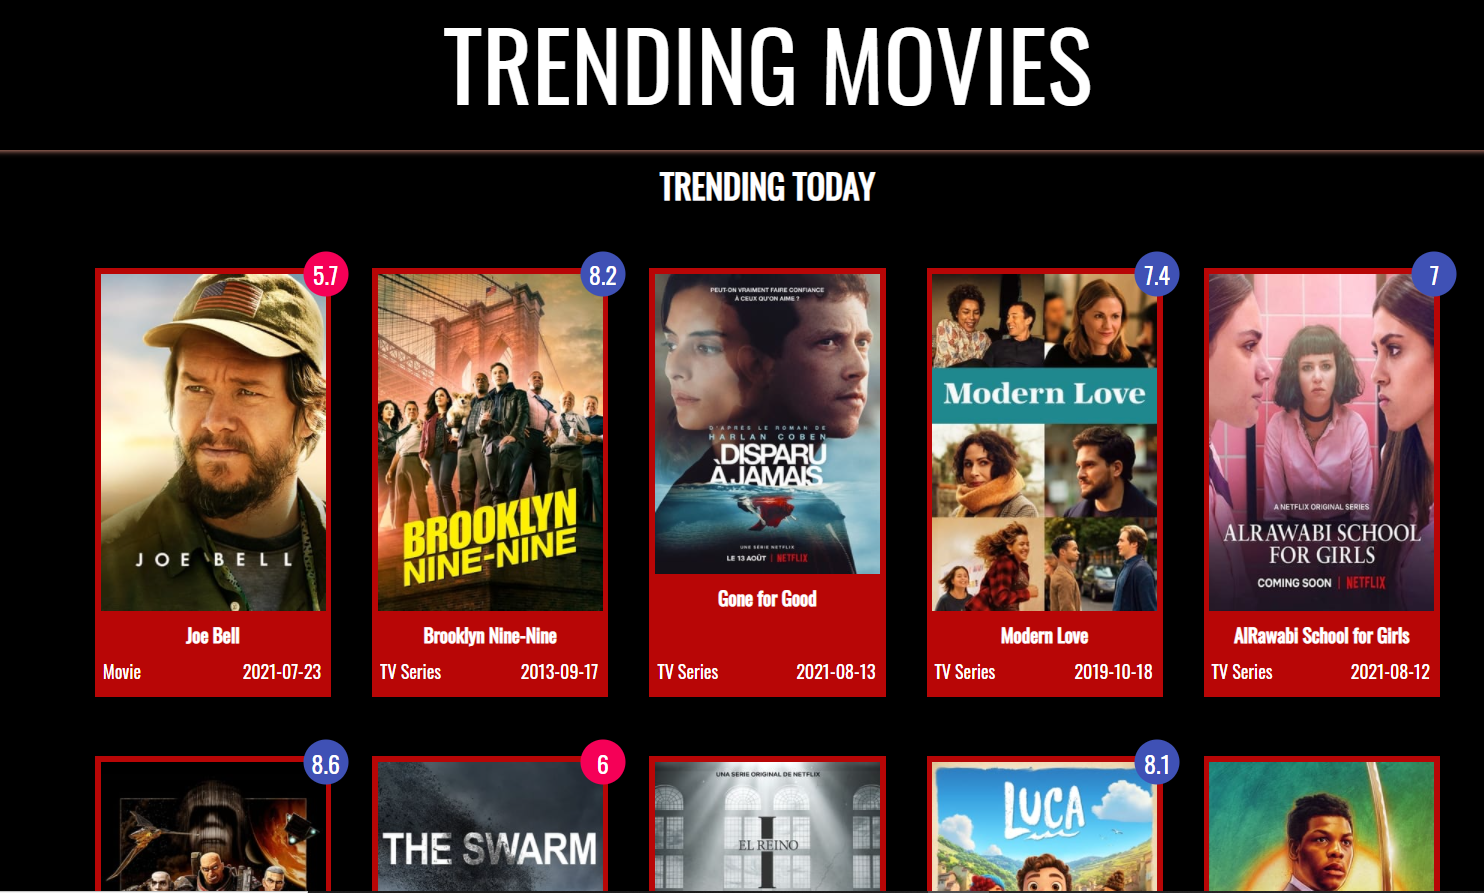 TRENDING MOVIES
TRENDING TODAY
5.7
JOE BELL
Joe Bell
Movie 2021-07-23
8.2
BROOKLYN
NINE-NINE
Brooklyn Nine-Nine
TV Series 2013-09-17
PEUT-ON VRAIMENT FAIRE CONFIANCE
À CEUX QU'ON AIME ?
D'APRÈS LE ROMAN DE
HARLAN COBEN
DISPARU
À JAMAIS
UNE SÉRIE NETFLIX
LE 13 AOÛT | NETFLIX
Gone for Good
TV Series 2021-08-13
7.4
Modern Love
Modern Love
TV Series 2019-10-18
7
A NETFLIX ORIGINAL SERIES
ALRAWABI SCHOOL
FOR GIRLS
COMING SOON | NETFLIX
AlRawabi School for Girls
TV Series 2021-08-12
8.6
6
THE SWARM
UNA SERIE ORIGINAL DE NETFLIX
EL REINO
8.1
LUCA